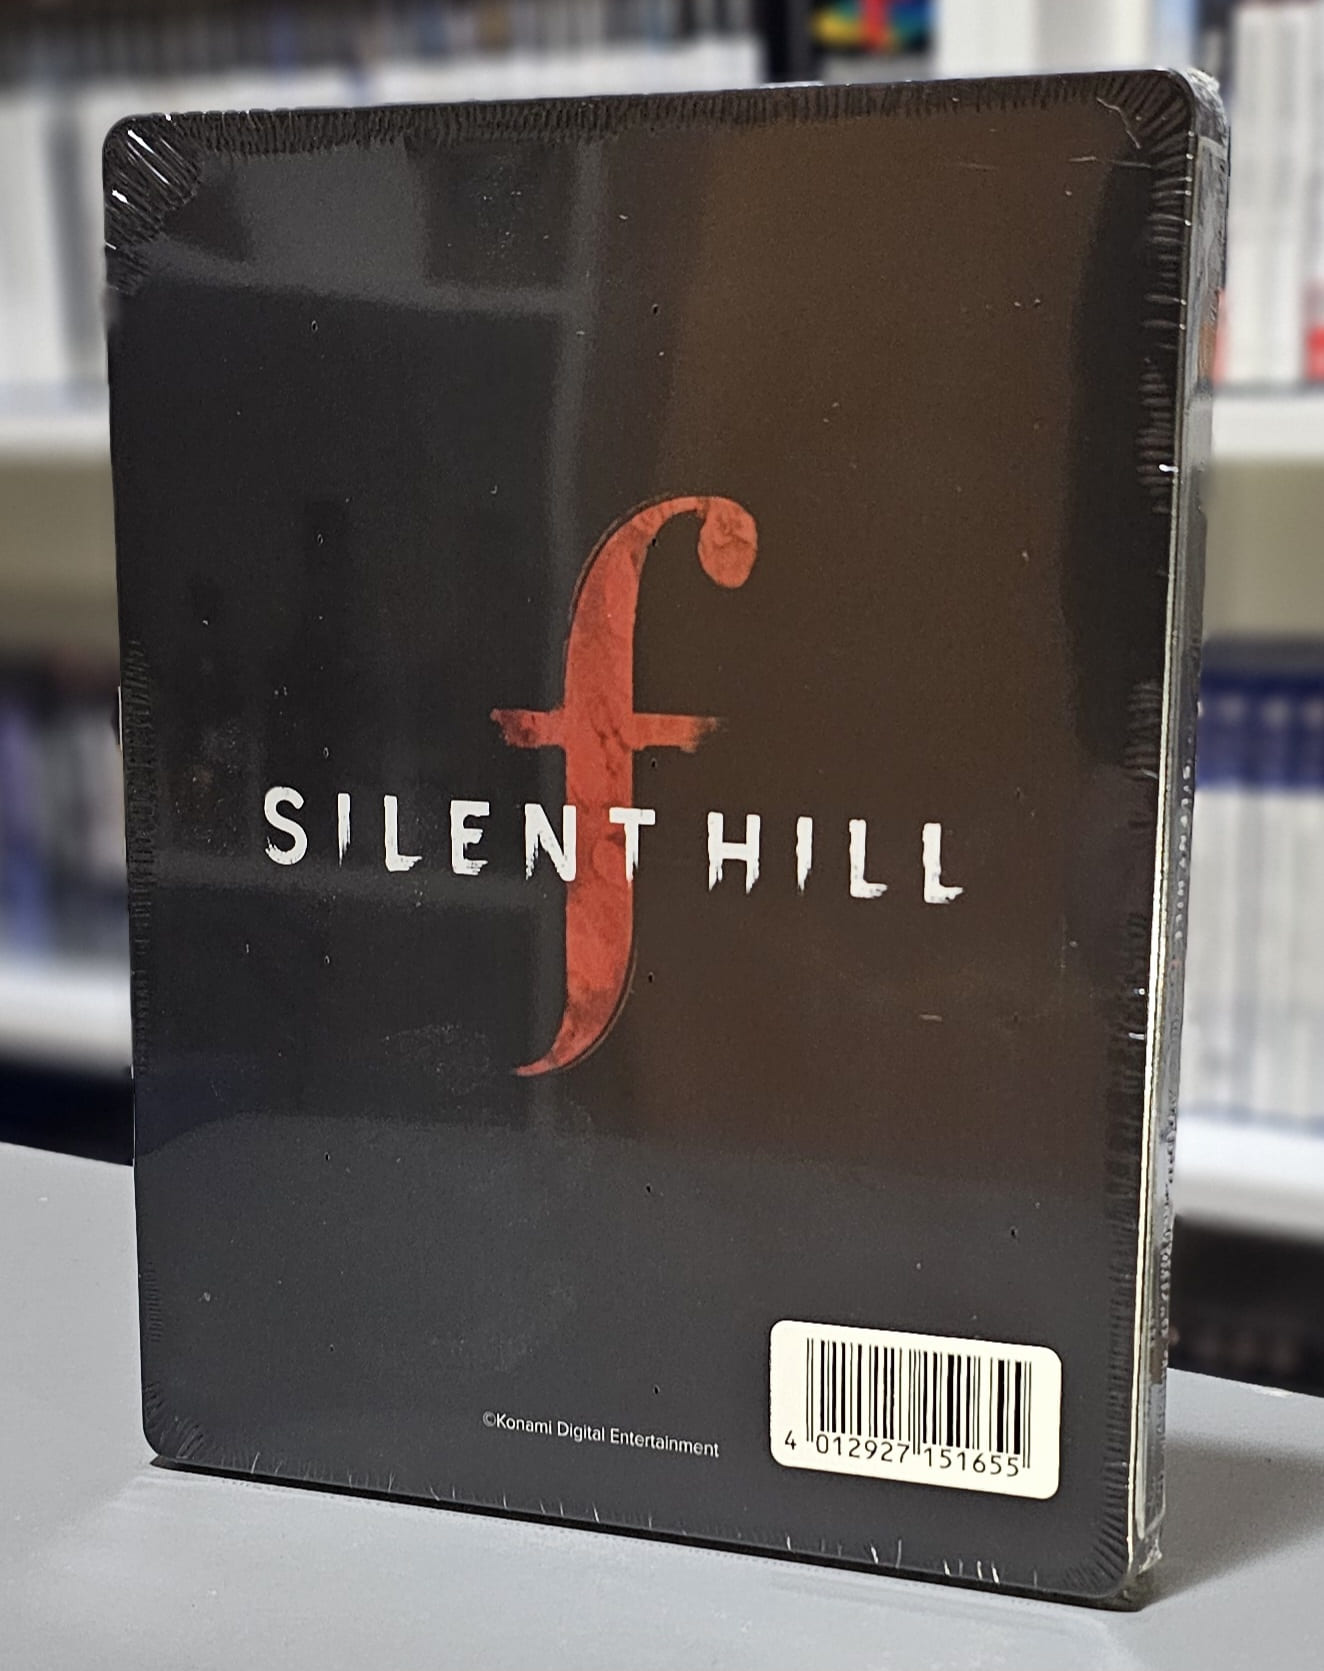 f
SILENT HILL
©Konami Digital Entertainment
4 012927 151655